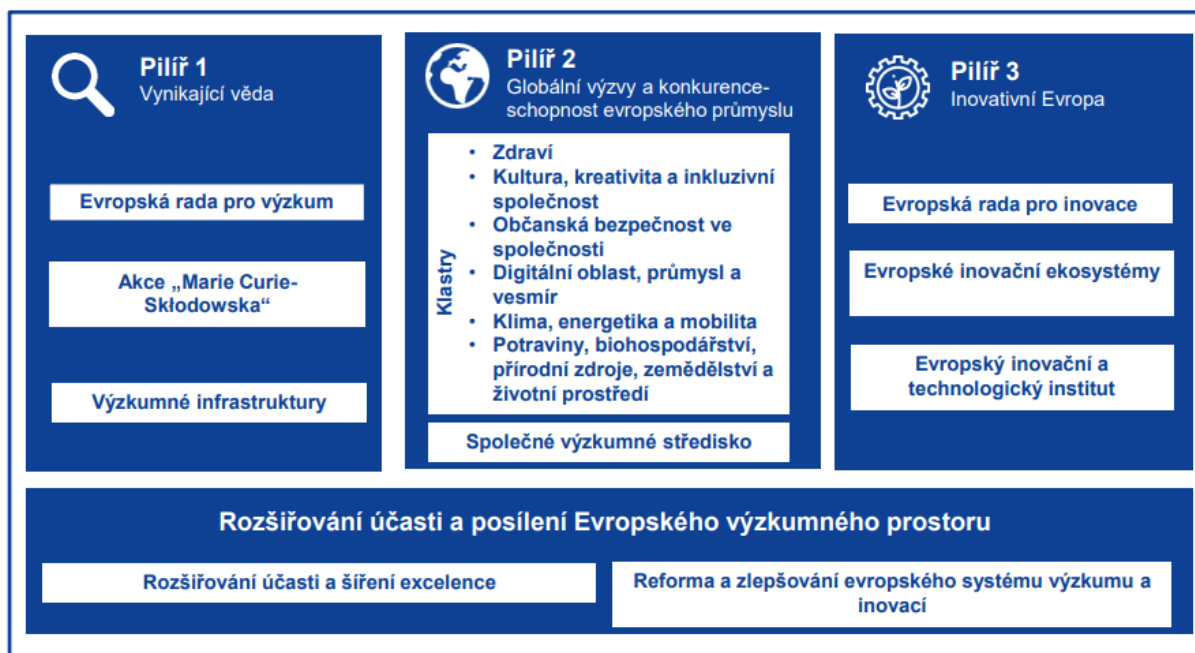 Pilíř 1
Vynikající věda
Evropská rada pro výzkum
Akce „Marie Curie-
Skłodowska“
Výzkumné infrastruktury
Pilíř 2
Globální výzvy a konkurence-
schopnost evropského průmyslu
Klastry
• Zdraví
• Kultura, kreativita a inkluzivní
společnost
• Občanská bezpečnost ve
společnosti
• Digitální oblast, průmysl a
vesmír
• Klima, energetika a mobilita
• Potraviny, biohospodářství,
přírodní zdroje, zemědělství a
životní prostředí
Společné výzkumné středisko
Pilíř 3
Inovativní Evropa
Evropská rada pro inovace
Evropské inovační ekosystémy
Evropský inovační a
technologický institut
Rozšiřování účasti a posílení Evropského výzkumného prostoru
Rozšiřování účasti a šíření excelence
Reforma a zlepšování evropského systému výzkumu a
inovací